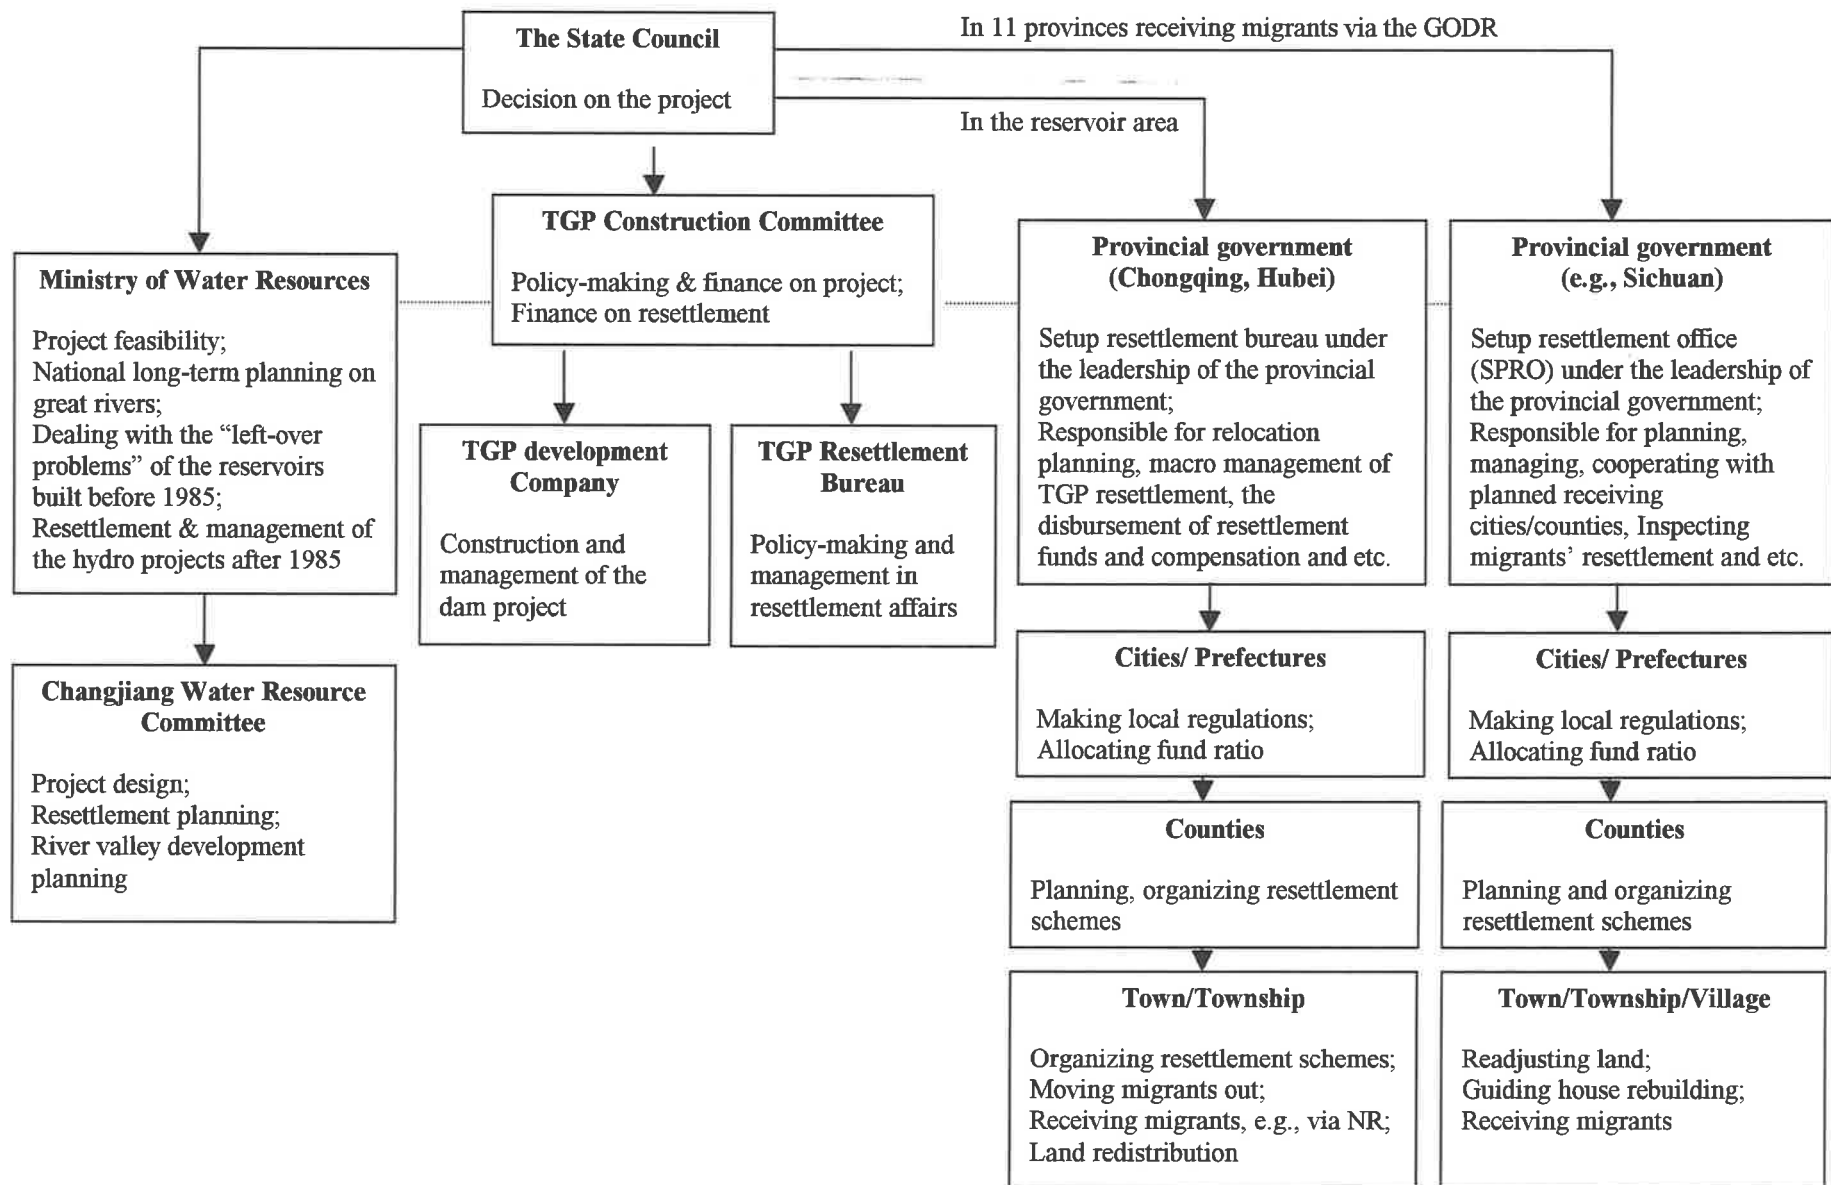 The State Council
Decision on the project
In 11 provinces receiving migrants via the GODR
In the reservoir area
Ministry of Water Resources
Project feasibility;
National long-term planning on
great rivers;
Dealing with the “left-over
problems” of the reservoirs
built before 1985;
Resettlement & management of
the hydro projects after 1985
TGP Construction Committee
Policy-making & finance on project;
Finance on resettlement
Provincial government
(Chongqing, Hubei)
Setup resettlement bureau under
the leadership of the provincial
government;
Responsible for relocation
planning, macro management of
TGP resettlement, the
disbursement of resettlement
funds and compensation and etc.
Provincial government
(e.g., Sichuan)
Setup resettlement office
(SPRO) under the leadership of
the provincial government;
Responsible for planning,
managing, cooperating with
planned receiving
cities/counties, Inspecting
migrants’ resettlement and etc.
TGP development
Company
Construction and
management of the
dam project
TGP Resettlement
Bureau
Policy-making and
management in
resettlement affairs
Changjiang Water Resource
Committee
Project design;
Resettlement planning;
River valley development
planning
Cities/ Prefectures
Making local regulations;
Allocating fund ratio
Cities/ Prefectures
Making local regulations;
Allocating fund ratio
Counties
Planning, organizing resettlement
schemes
Counties
Planning and organizing
resettlement schemes
Town/Township
Organizing resettlement schemes;
Moving migrants out;
Receiving migrants, e.g., via NR;
Land redistribution
Town/Township/Village
Readjusting land;
Guiding house rebuilding;
Receiving migrants